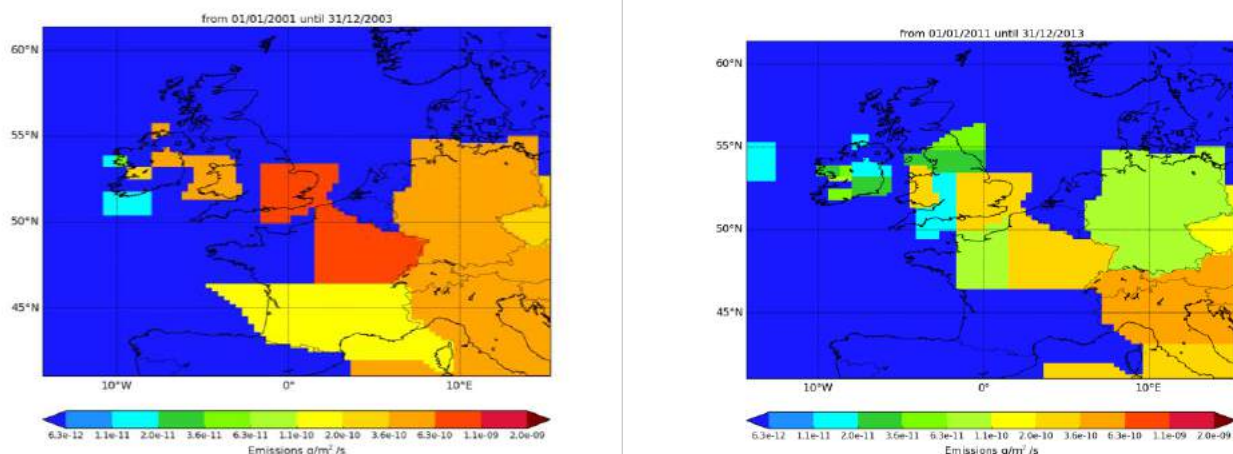 from 01/01/2001 until 31/12/2003
60°N
55°N
50°N
45°N
10°W 0° 10°E
6.3e-12 1.1e-11 2.0e-11 3.6e-11 6.3e-11 1.1e-10 2.0e-10 3.6e-10 6.3e-10 1.1e-09 2.0e-09
Emissions g/m² /s
from 01/01/2011 until 31/12/2013
60°N
55°N
50°N
45°N
10°W 0° 10°E
6.3e-12 1.1e-11 2.0e-11 3.6e-11 6.3e-11 1.1e-10 2.0e-10 3.6e-10 6.3e-10 1.1e-09 2.0e-09
Emissions g/m² /s